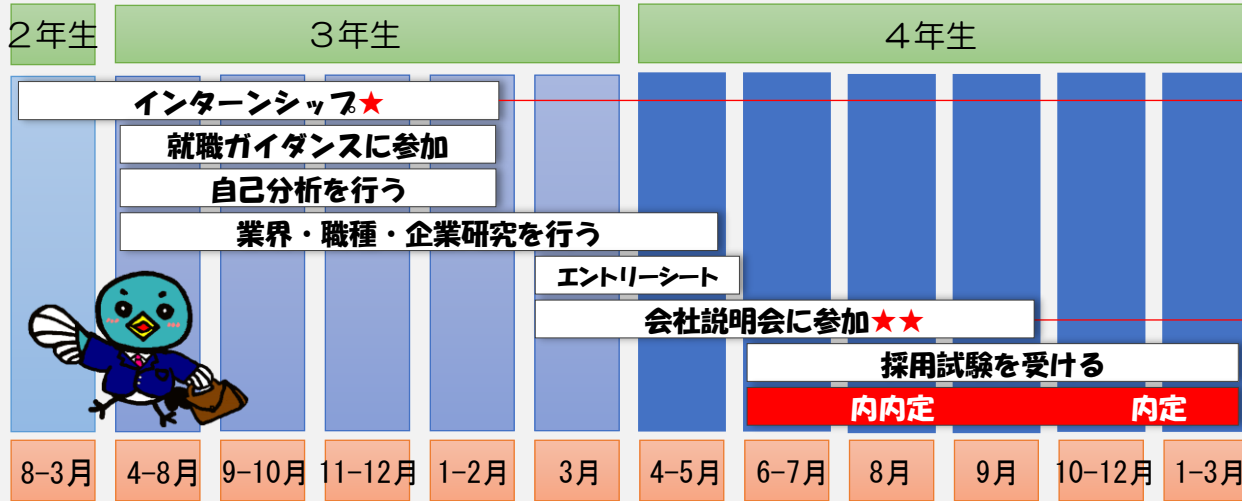 ２年生 ３年生 ４年生
インターンシップ★
就職ガイダンスに参加
自己分析を行う
業界・職種・企業研究を行う
エントリーシート
会社説明会に参加★★
採用試験を受ける
内内定 内定
8−3月 4−8月 9−10月 11−12月 1−2月 3月 4−5月 6−7月 8月 9月 10−12月 1−3月